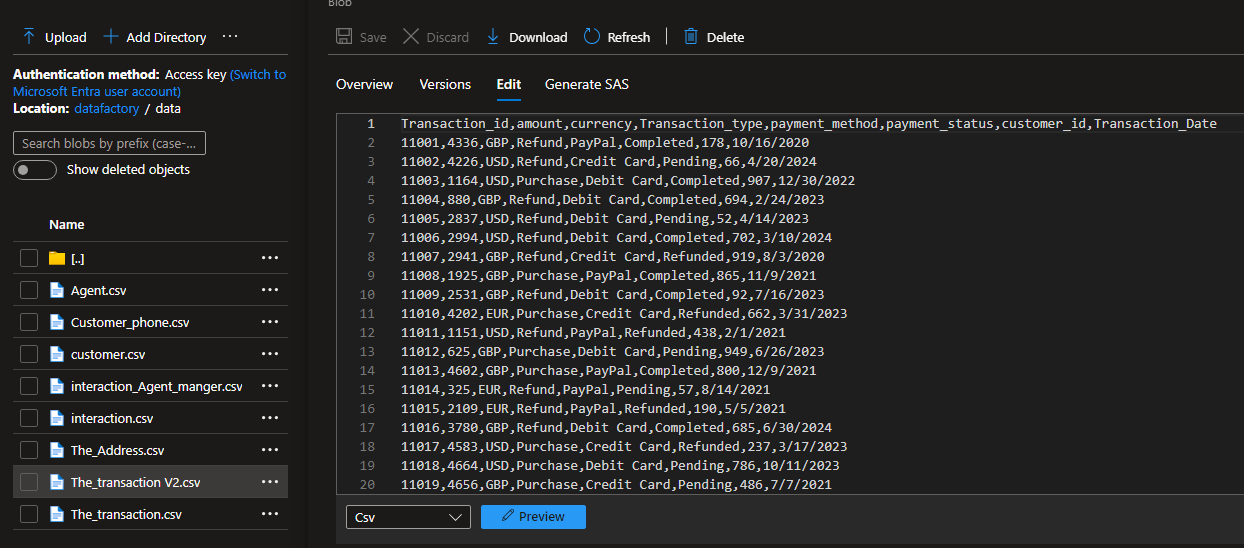 Blob
Upload
Add Directory
···
Save
Discard
Download
Refresh
Delete
Authentication method: Access key (Switch to
Microsoft Entra user account)
Location: datafactory / data
Search blobs by prefix (case-...
Show deleted objects
Name
[..]
Agent.csv
Customer_phone.csv
customer.csv
interaction_Agent_manger.csv
interaction.csv
The_Address.csv
The_transaction V2.csv
The_transaction.csv
Overview
Versions
Edit
Generate SAS
1 Transaction_id,amount,currency,Transaction_type,payment_method,payment_status,customer_id,Transaction_Date
2 11001,4336,GBP,Refund,PayPal,Completed,178,10/16/2020
3 11002,4226,USD,Refund,Credit Card,Pending,66,4/20/2024
4 11003,1164,USD,Purchase,Debit Card,Completed,907,12/30/2022
5 11004,880,GBP,Refund,Debit Card,Completed,694,2/24/2023
6 11005,2837,USD,Refund,Debit Card,Pending,52,4/14/2023
7 11006,2994,USD,Refund,Debit Card,Completed,702,3/10/2024
8 11007,2941,GBP,Refund,Credit Card,Refunded,919,8/3/2020
9 11008,1925,GBP,Purchase,PayPal,Completed,865,11/9/2021
10 11009,2531,GBP,Refund,Debit Card,Completed,92,7/16/2023
11 11010,4202,EUR,Purchase,Credit Card,Refunded,662,3/31/2023
12 11011,1151,USD,Refund,PayPal,Refunded,438,2/1/2021
13 11012,625,GBP,Purchase,Debit Card,Pending,949,6/26/2023
14 11013,4602,GBP,Purchase,PayPal,Completed,800,12/9/2021
15 11014,325,EUR,Refund,PayPal,Pending,57,8/14/2021
16 11015,2109,EUR,Refund,PayPal,Refunded,190,5/5/2021
17 11016,3780,GBP,Refund,Debit Card,Completed,685,6/30/2024
18 11017,4583,USD,Purchase,Credit Card,Refunded,237,3/17/2023
19 11018,4664,USD,Purchase,Debit Card,Pending,786,10/11/2023
20 11019,4656,GBP,Purchase,Credit Card,Pending,486,7/7/2021
Csv
Preview